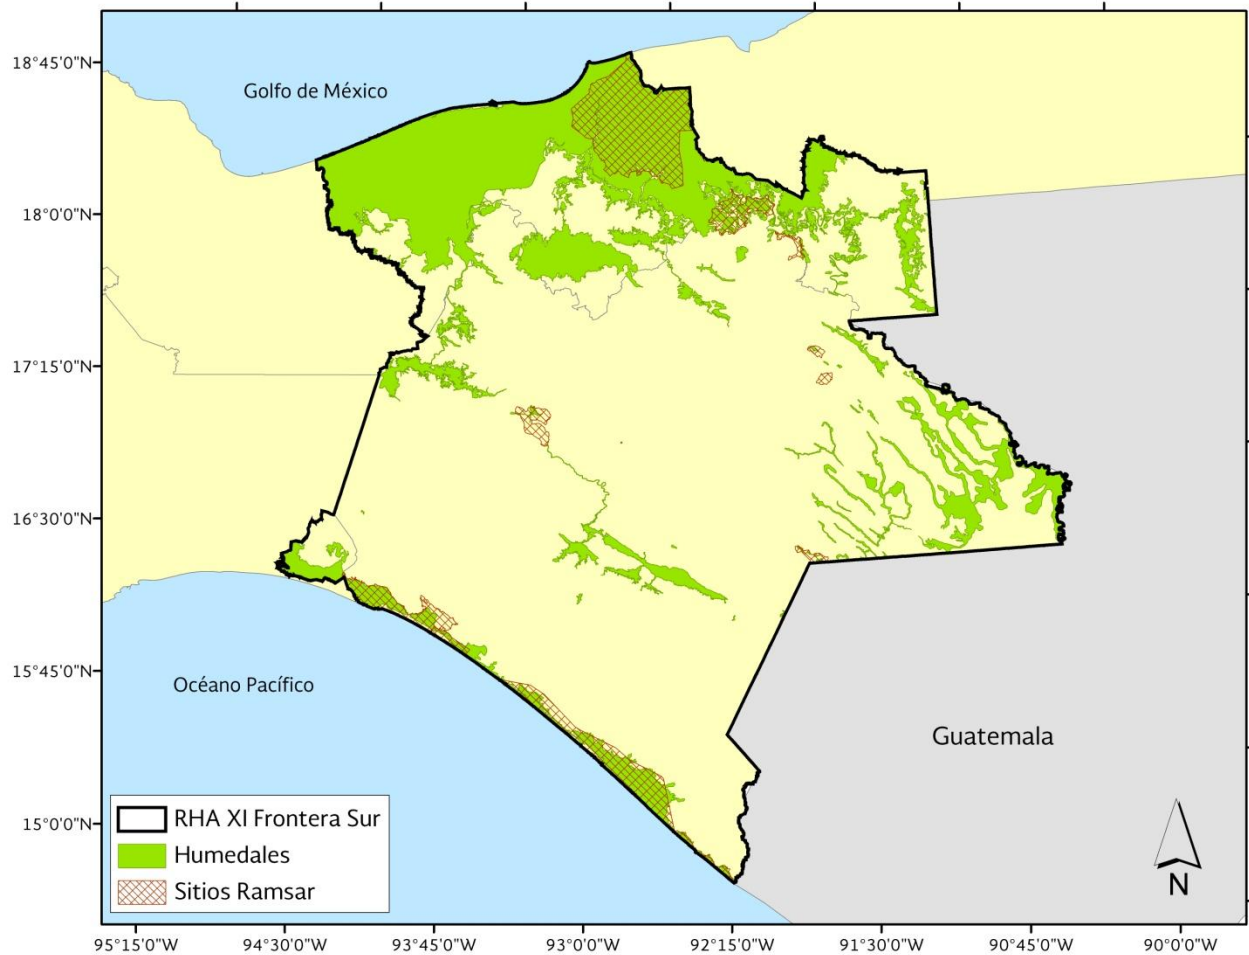 18°45'0"N
Golfo de México
18°0'0"N
17°15'0"N
16°30'0"N
15°45'0"N
Océano Pacífico
Guatemala
RHA XI Frontera Sur
15°0'0"N
Humedales
Sitios Ramsar
N
95°15'0"W 94°30'0"W 93°45'0"W 93°0'0"W 92°15'0"W 91°30'0"W 90°45'0"W 90°0'0"W